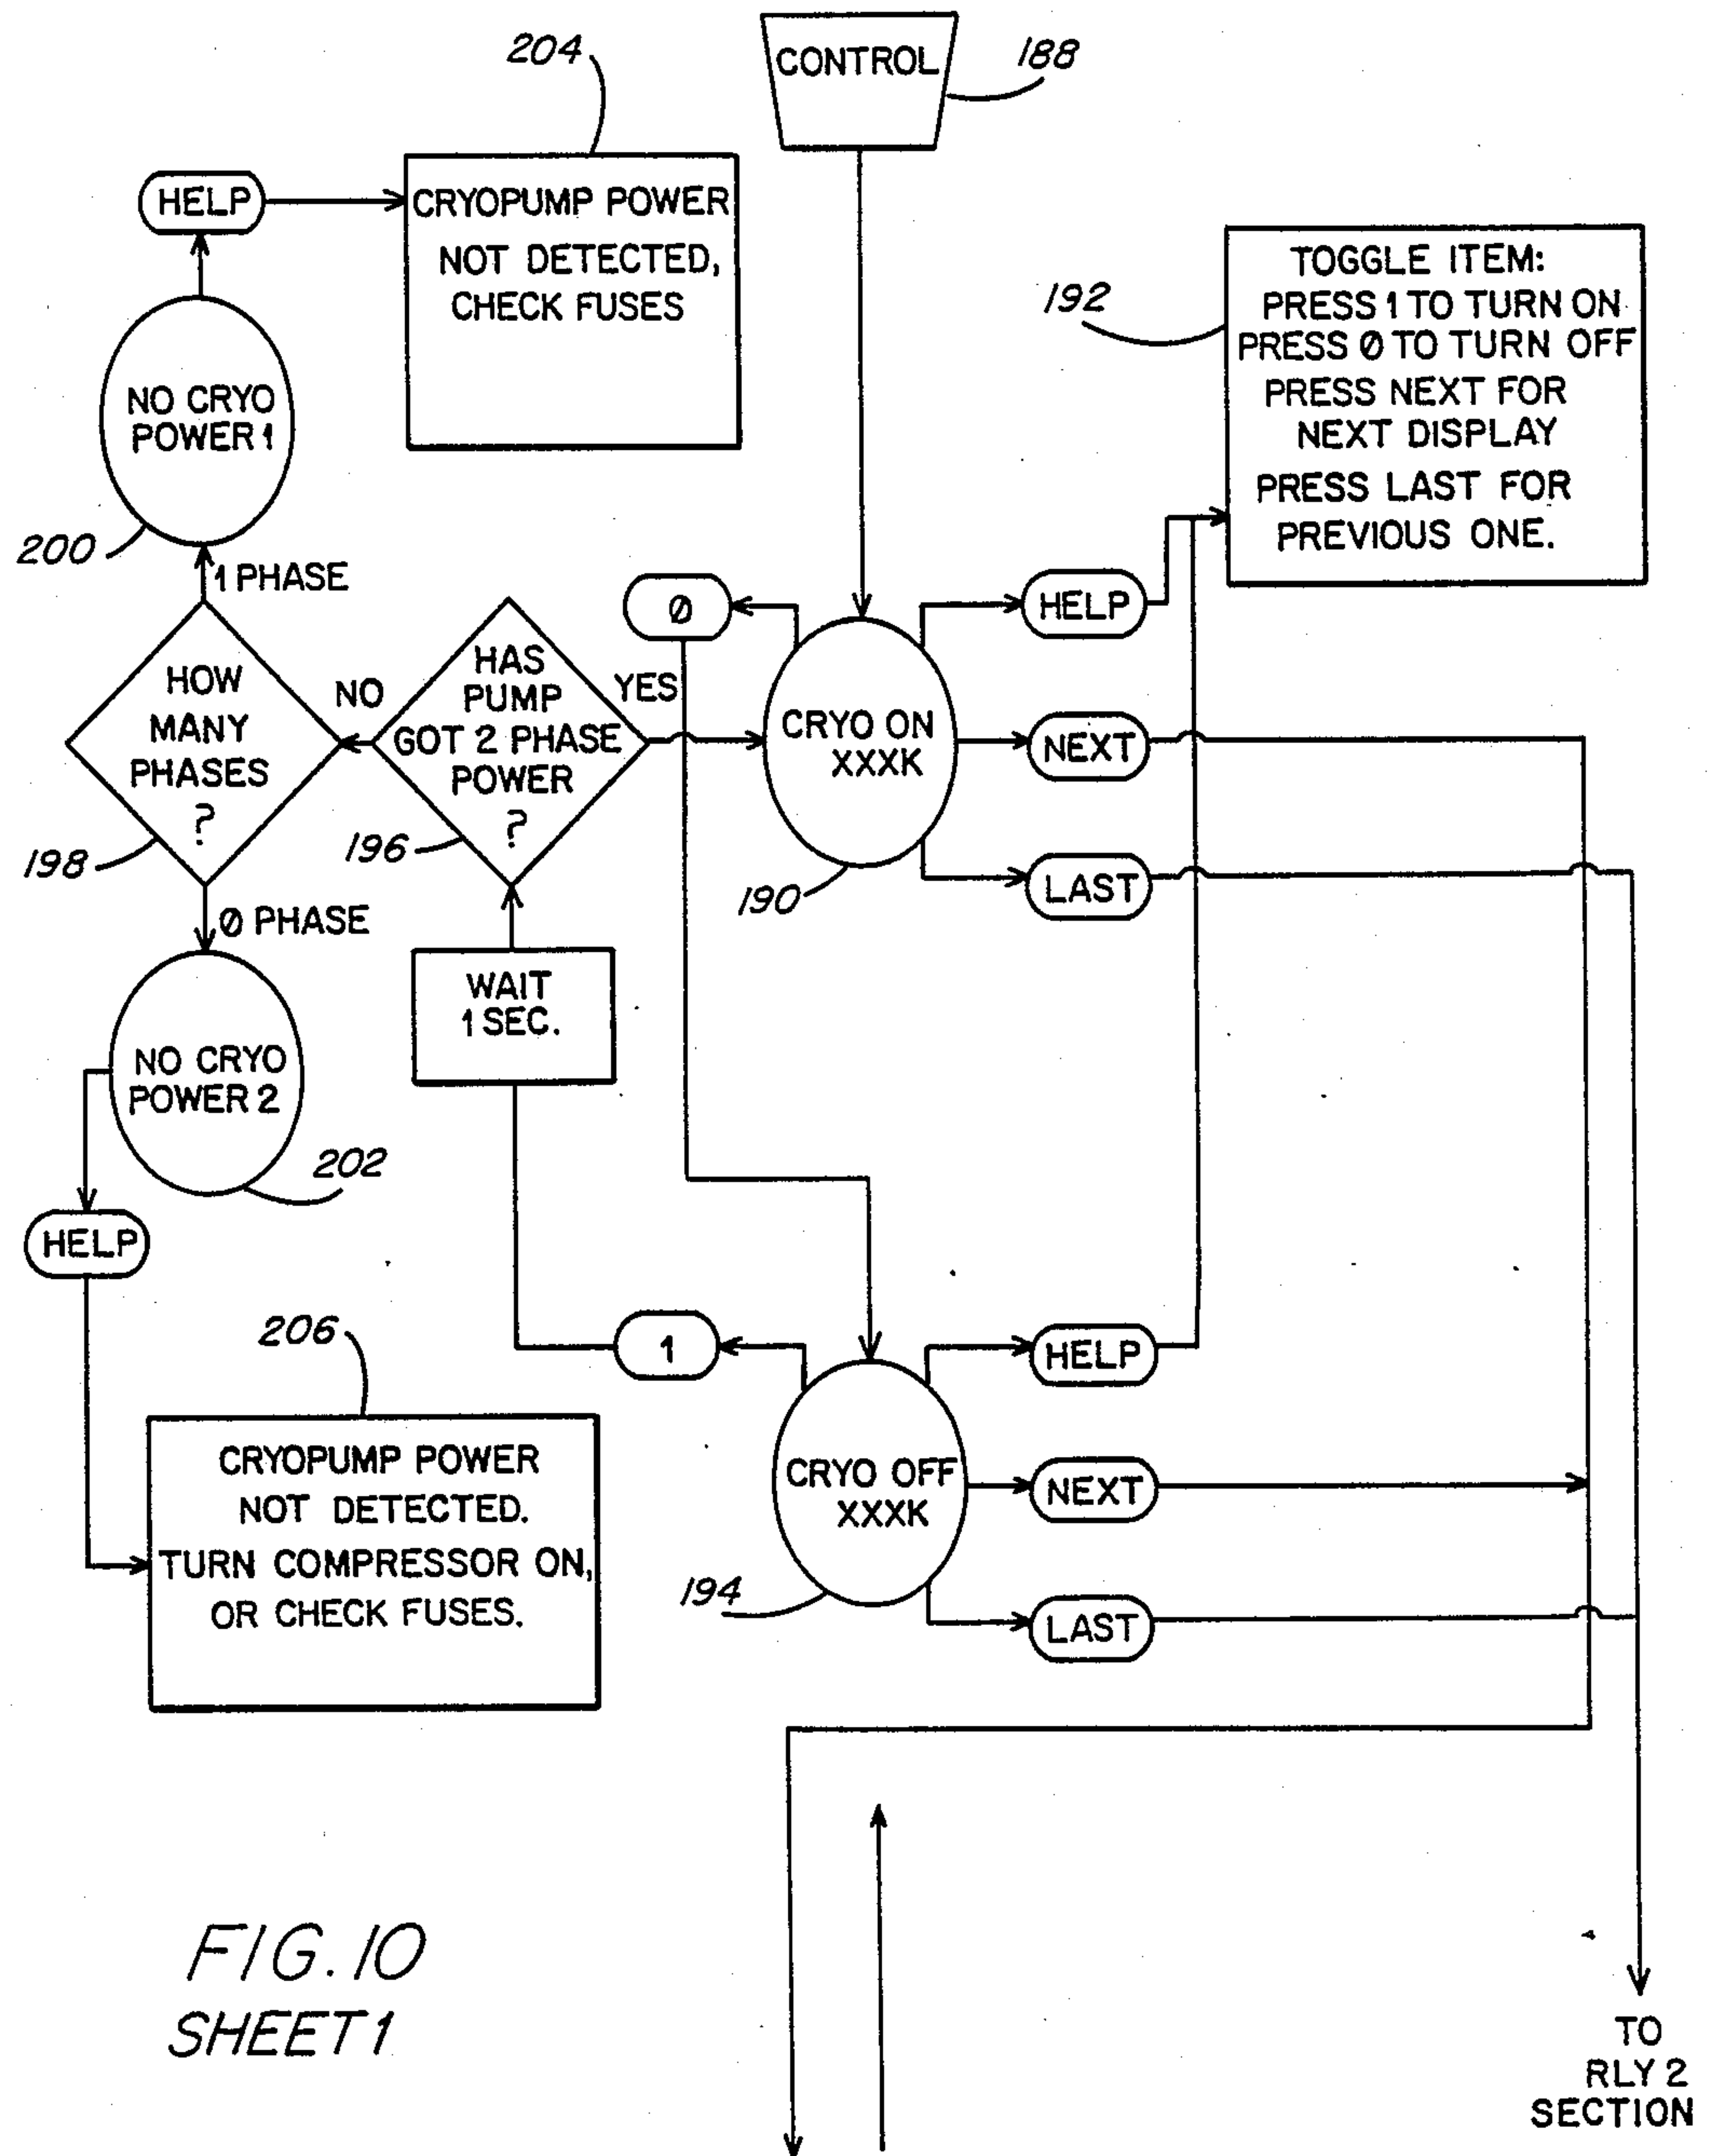 204
CONTROL
188
HELP
CRYOPUMP POWER
NOT DETECTED,
CHECK FUSES
192
TOGGLE ITEM:
PRESS 1 TO TURN ON
PRESS Ø TO TURN OFF
PRESS NEXT FOR
NEXT DISPLAY
PRESS LAST FOR
PREVIOUS ONE.
NO CRYO
POWER 1
200
1 PHASE
Ø
HELP
HOW
MANY
PHASES
?
198
NO
HAS
PUMP
GOT 2 PHASE
POWER
?
196
YES
CRYO ON
XXXK
190
NEXT
LAST
Ø PHASE
WAIT
1 SEC.
NO CRYO
POWER 2
202
HELP
206
1
HELP
CRYOPUMP POWER
NOT DETECTED.
TURN COMPRESSOR ON,
OR CHECK FUSES.
CRYO OFF
XXXK
194
NEXT
LAST
FIG. 10
SHEET 1
TO
RLY 2
SECTION